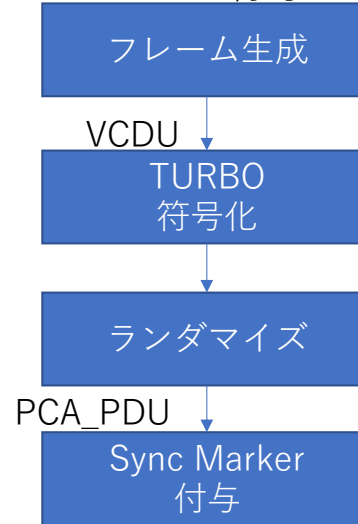 フレーム生成
VCDU
TURBO
符号化
ランダマイズ
PCA_PDU
Sync Marker
付与